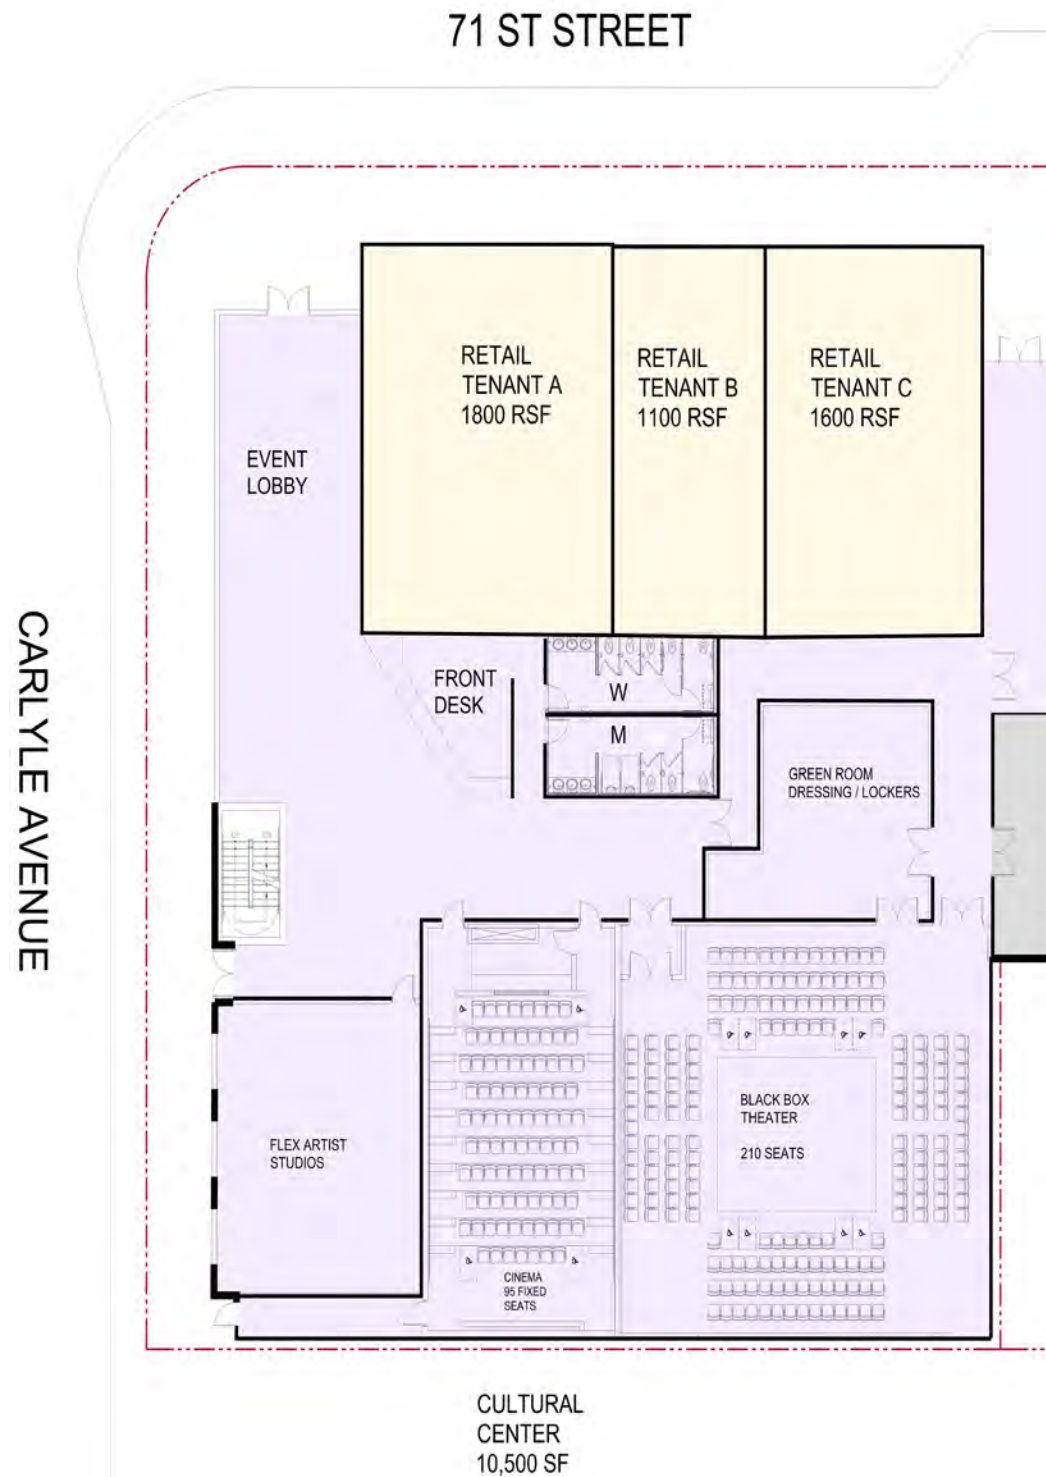 71 ST STREET
RETAIL
TENANT A
1800 RSF
RETAIL
TENANT B
1100 RSF
RETAIL
TENANT C
1600 RSF
EVENT
LOBBY
CARLYLE AVENUE
FRONT
DESK
W
M
GREEN ROOM
DRESSING / LOCKERS
FLEX ARTIST
STUDIOS
BLACK BOX
THEATER
210 SEATS
CINEMA
95 FIXED
SEATS
CULTURAL
CENTER
10,500 SF